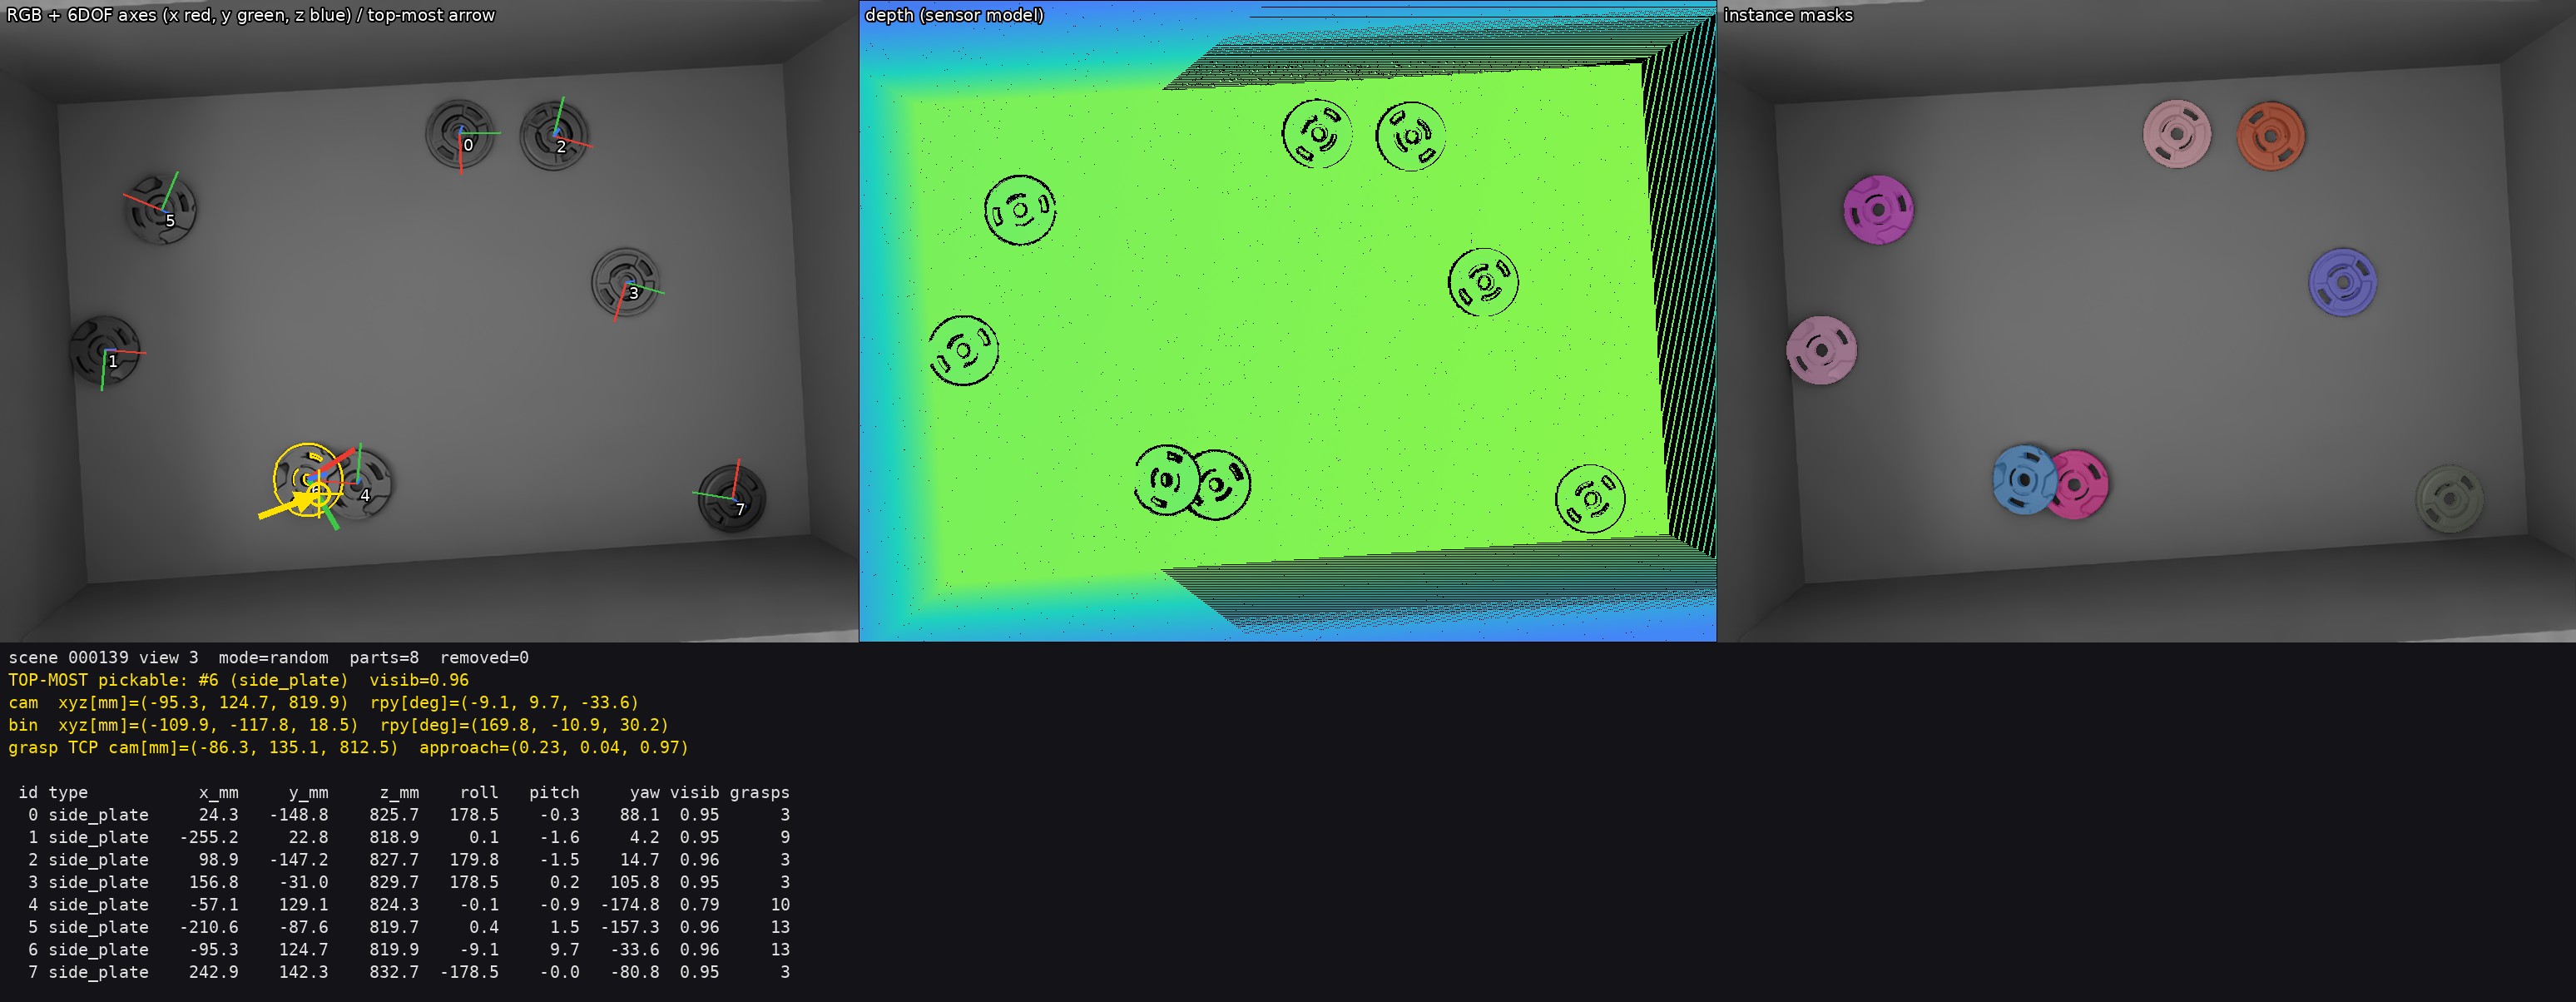 RGB + 6DOF axes (x red, y green, z blue) / top-most arrow
depth (sensor model)
instance masks
0
2
5
3
1
4
7
scene 000139 view 3  mode=random  parts=8  removed=0
TOP-MOST pickable: #6 (side_plate)  visib=0.96
cam  xyz[mm]=(-95.3, 124.7, 819.9)  rpy[deg]=(-9.1, 9.7, -33.6)
bin  xyz[mm]=(-109.9, -117.8, 18.5)  rpy[deg]=(169.8, -10.9, 30.2)
grasp TCP cam[mm]=(-86.3, 135.1, 812.5)  approach=(0.23, 0.04, 0.97)
id type x_mm y_mm z_mm roll pitch yaw visib grasps
0 side_plate 24.3 -148.8 825.7 178.5 -0.3 88.1 0.95 3
1 side_plate -255.2 22.8 818.9 0.1 -1.6 4.2 0.95 9
2 side_plate 98.9 -147.2 827.7 179.8 -1.5 14.7 0.96 3
3 side_plate 156.8 -31.0 829.7 178.5 0.2 105.8 0.95 3
4 side_plate -57.1 129.1 824.3 -0.1 -0.9 -174.8 0.79 10
5 side_plate -210.6 -87.6 819.7 0.4 1.5 -157.3 0.96 13
6 side_plate -95.3 124.7 819.9 -9.1 9.7 -33.6 0.96 13
7 side_plate 242.9 142.3 832.7 -178.5 -0.0 -80.8 0.95 3